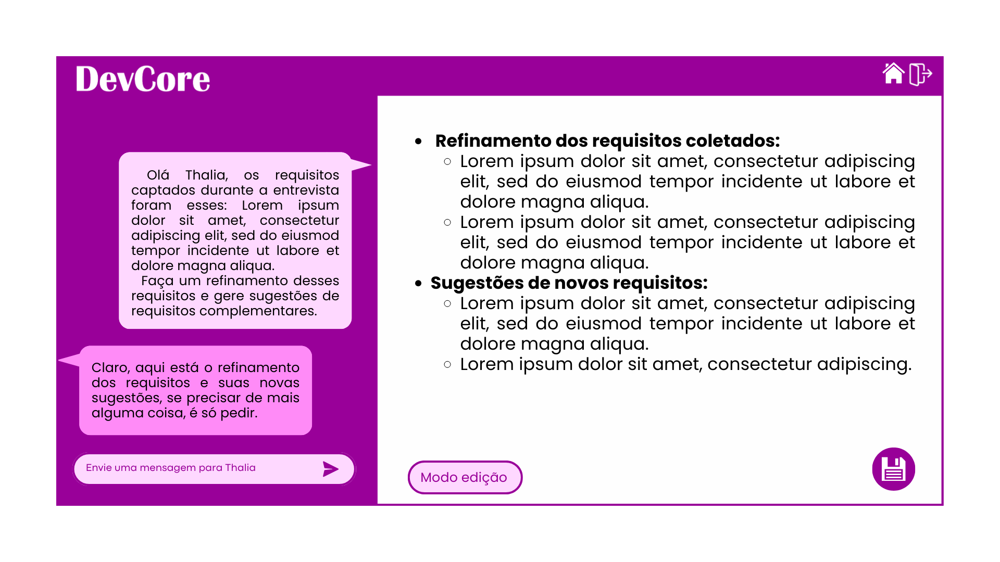 DevCore
Olá Thalia, os requisitos
captados durante a entrevista
foram esses: Lorem ipsum
dolor sit amet, consectetur
adipiscing elit, sed do eiusmod
tempor incidente ut labore et
dolore magna aliqua.
Faça um refinamento desses
requisitos e gere sugestões de
requisitos complementares.
Claro, aqui está o refinamento
dos requisitos e suas novas
sugestões, se precisar de mais
alguma coisa, é só pedir.
Envie uma mensagem para Thalia
Refinamento dos requisitos coletados:
Lorem ipsum dolor sit amet, consectetur adipiscing
elit, sed do eiusmod tempor incidente ut labore et
dolore magna aliqua.
Lorem ipsum dolor sit amet, consectetur adipiscing
elit, sed do eiusmod tempor incidente ut labore et
dolore magna aliqua.
Sugestões de novos requisitos:
Lorem ipsum dolor sit amet, consectetur adipiscing
elit, sed do eiusmod tempor incidente ut labore et
dolore magna aliqua.
Lorem ipsum dolor sit amet, consectetur adipiscing.
Modo edição